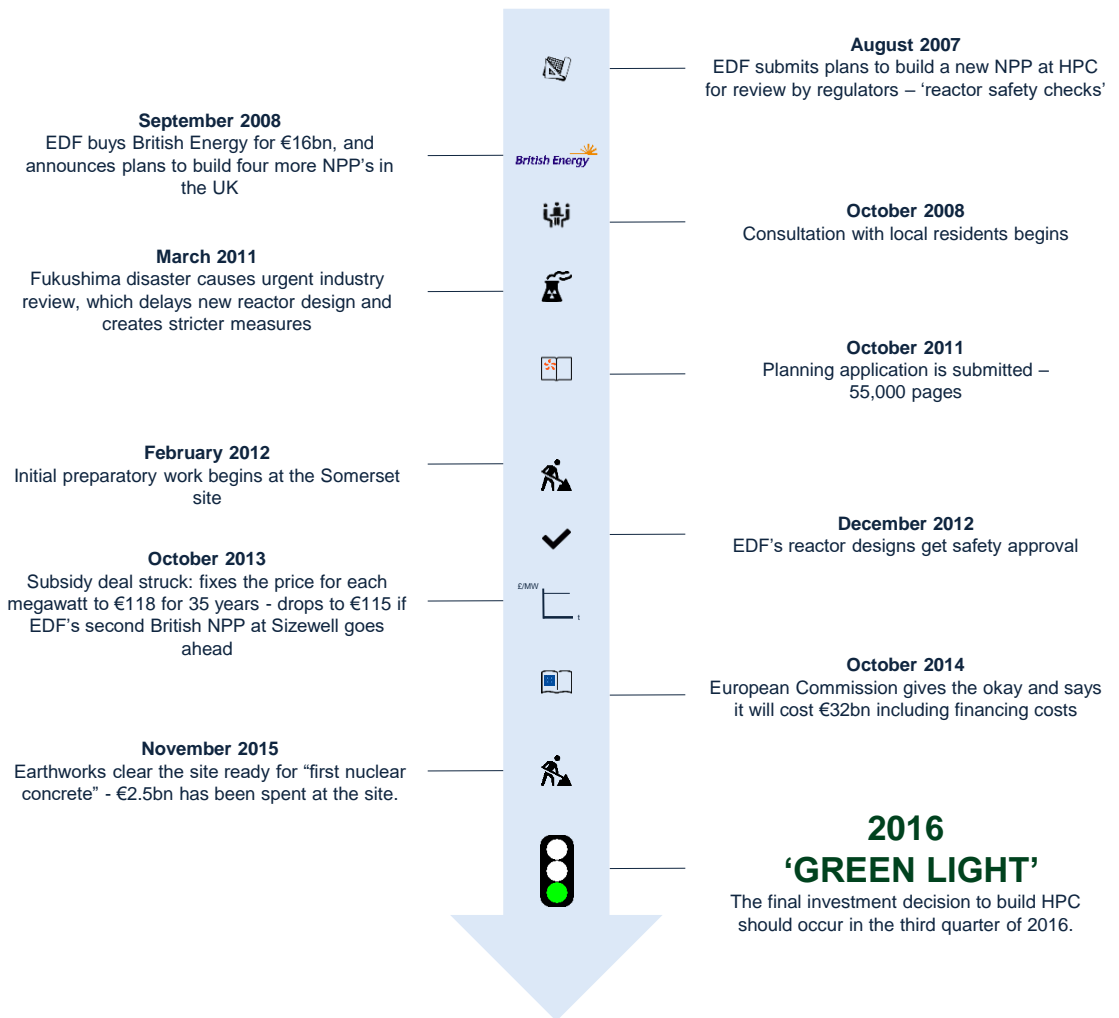 August 2007
EDF submits plans to build a new NPP at HPC
for review by regulators – ‘reactor safety checks’
September 2008
EDF buys British Energy for €16bn, and
announces plans to build four more NPP’s in
the UK
British Energy
October 2008
Consultation with local residents begins
March 2011
Fukushima disaster causes urgent industry
review, which delays new reactor design and
creates stricter measures
October 2011
Planning application is submitted –
55,000 pages
February 2012
Initial preparatory work begins at the Somerset
site
December 2012
EDF’s reactor designs get safety approval
October 2013
Subsidy deal struck: fixes the price for each
megawatt to €118 for 35 years - drops to €115 if
EDF’s second British NPP at Sizewell goes
ahead
£/MW
t
October 2014
European Commission gives the okay and says
it will cost €32bn including financing costs
November 2015
Earthworks clear the site ready for “first nuclear
concrete” - €2.5bn has been spent at the site.
2016
‘GREEN LIGHT’
The final investment decision to build HPC
should occur in the third quarter of 2016.